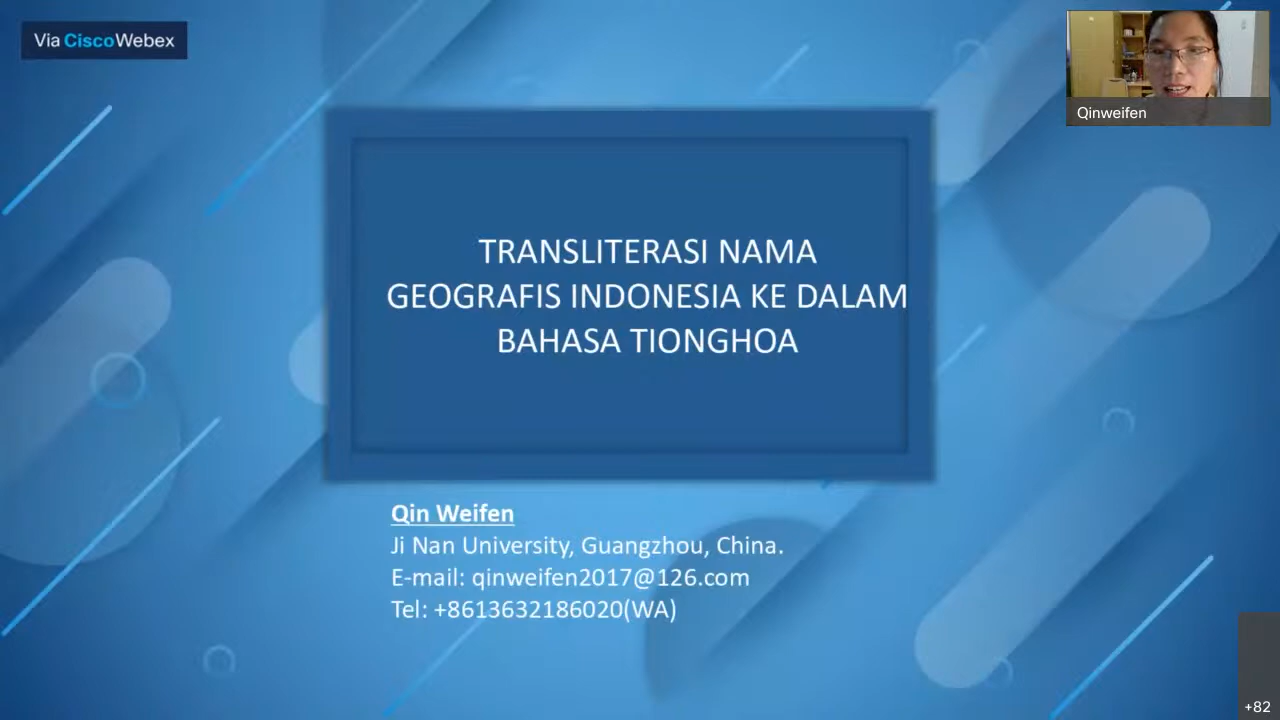 Via CiscoWebex
Qinweifen
TRANSLITERASI NAMA
GEOGRAFIS INDONESIA KE DALAM
BAHASA TIONGHOA
Qin Weifen
Ji Nan University, Guangzhou, China.
E-mail: qinweifen2017@126.com
Tel: +8613632186020(WA)
+82